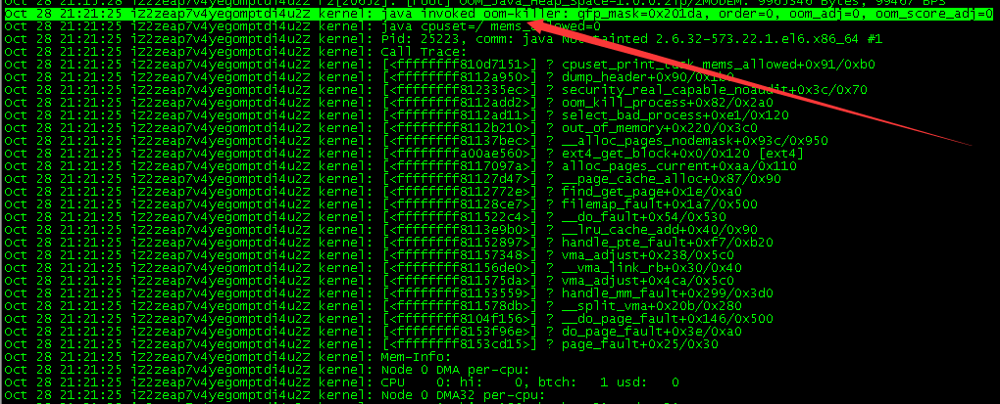 Oct 28 21:15:28 iZ2zeap7v4yegomptdi4u2Z rz[20652]: [root] OOM_Java_Heap_Space-1.0.0.zip/ZMODEM: 9965346 Bytes, 99467 BPS
Oct 28 21:21:25 iZ2zeap7v4yegomptdi4u2Z kernel: java invoked oom-killer: gfp_mask=0x201da, order=0, oom_adj=0, oom_score_adj=0
Oct 28 21:21:25 iZ2zeap7v4yegomptdi4u2Z kernel: java cpuset=/ mems_allowed=0
Oct 28 21:21:25 iZ2zeap7v4yegomptdi4u2Z kernel: Pid: 25223, comm: java Not tainted 2.6.32-573.22.1.el6.x86_64 #1
Oct 28 21:21:25 iZ2zeap7v4yegomptdi4u2Z kernel: Call Trace:
Oct 28 21:21:25 iZ2zeap7v4yegomptdi4u2Z kernel: [<ffffffff810d7151>] ? cpuset_print_task_mems_allowed+0x91/0xb0
Oct 28 21:21:25 iZ2zeap7v4yegomptdi4u2Z kernel: [<ffffffff8112a950>] ? dump_header+0x90/0x1b0
Oct 28 21:21:25 iZ2zeap7v4yegomptdi4u2Z kernel: [<ffffffff812335ec>] ? security_real_capable_noaudit+0x3c/0x70
Oct 28 21:21:25 iZ2zeap7v4yegomptdi4u2Z kernel: [<ffffffff8112add2>] ? oom_kill_process+0x82/0x2a0
Oct 28 21:21:25 iZ2zeap7v4yegomptdi4u2Z kernel: [<ffffffff8112ad11>] ? select_bad_process+0xe1/0x120
Oct 28 21:21:25 iZ2zeap7v4yegomptdi4u2Z kernel: [<ffffffff8112b210>] ? out_of_memory+0x220/0x3c0
Oct 28 21:21:25 iZ2zeap7v4yegomptdi4u2Z kernel: [<ffffffff81137bec>] ? __alloc_pages_nodemask+0x93c/0x950
Oct 28 21:21:25 iZ2zeap7v4yegomptdi4u2Z kernel: [<ffffffffa00ae560>] ? ext4_get_block+0x0/0x120 [ext4]
Oct 28 21:21:25 iZ2zeap7v4yegomptdi4u2Z kernel: [<ffffffff8117097a>] ? alloc_pages_current+0xaa/0x110
Oct 28 21:21:25 iZ2zeap7v4yegomptdi4u2Z kernel: [<ffffffff81127d47>] ? __page_cache_alloc+0x87/0x90
Oct 28 21:21:25 iZ2zeap7v4yegomptdi4u2Z kernel: [<ffffffff8112772e>] ? find_get_page+0x1e/0xa0
Oct 28 21:21:25 iZ2zeap7v4yegomptdi4u2Z kernel: [<ffffffff81128ce7>] ? filemap_fault+0x1a7/0x500
Oct 28 21:21:25 iZ2zeap7v4yegomptdi4u2Z kernel: [<ffffffff811522c4>] ? __do_fault+0x54/0x530
Oct 28 21:21:25 iZ2zeap7v4yegomptdi4u2Z kernel: [<ffffffff8113e9b0>] ? __lru_cache_add+0x40/0x90
Oct 28 21:21:25 iZ2zeap7v4yegomptdi4u2Z kernel: [<ffffffff81152897>] ? handle_pte_fault+0xf7/0xb20
Oct 28 21:21:25 iZ2zeap7v4yegomptdi4u2Z kernel: [<ffffffff81157348>] ? vma_adjust+0x238/0x5c0
Oct 28 21:21:25 iZ2zeap7v4yegomptdi4u2Z kernel: [<ffffffff81156de0>] ? __vma_link_rb+0x30/0x40
Oct 28 21:21:25 iZ2zeap7v4yegomptdi4u2Z kernel: [<ffffffff811575da>] ? vma_adjust+0x4ca/0x5c0
Oct 28 21:21:25 iZ2zeap7v4yegomptdi4u2Z kernel: [<ffffffff81153559>] ? handle_mm_fault+0x299/0x3d0
Oct 28 21:21:25 iZ2zeap7v4yegomptdi4u2Z kernel: [<ffffffff811578db>] ? __split_vma+0x20b/0x280
Oct 28 21:21:25 iZ2zeap7v4yegomptdi4u2Z kernel: [<ffffffff8104f156>] ? __do_page_fault+0x146/0x500
Oct 28 21:21:25 iZ2zeap7v4yegomptdi4u2Z kernel: [<ffffffff8153f96e>] ? do_page_fault+0x3e/0xa0
Oct 28 21:21:25 iZ2zeap7v4yegomptdi4u2Z kernel: [<ffffffff8153cd15>] ? page_fault+0x25/0x30
Oct 28 21:21:25 iZ2zeap7v4yegomptdi4u2Z kernel: Mem-Info:
Oct 28 21:21:25 iZ2zeap7v4yegomptdi4u2Z kernel: Node 0 DMA per-cpu:
Oct 28 21:21:25 iZ2zeap7v4yegomptdi4u2Z kernel: CPU    0: hi:    0, btch:   1 usd:   0
Oct 28 21:21:25 iZ2zeap7v4yegomptdi4u2Z kernel: Node 0 DMA32 per-cpu: